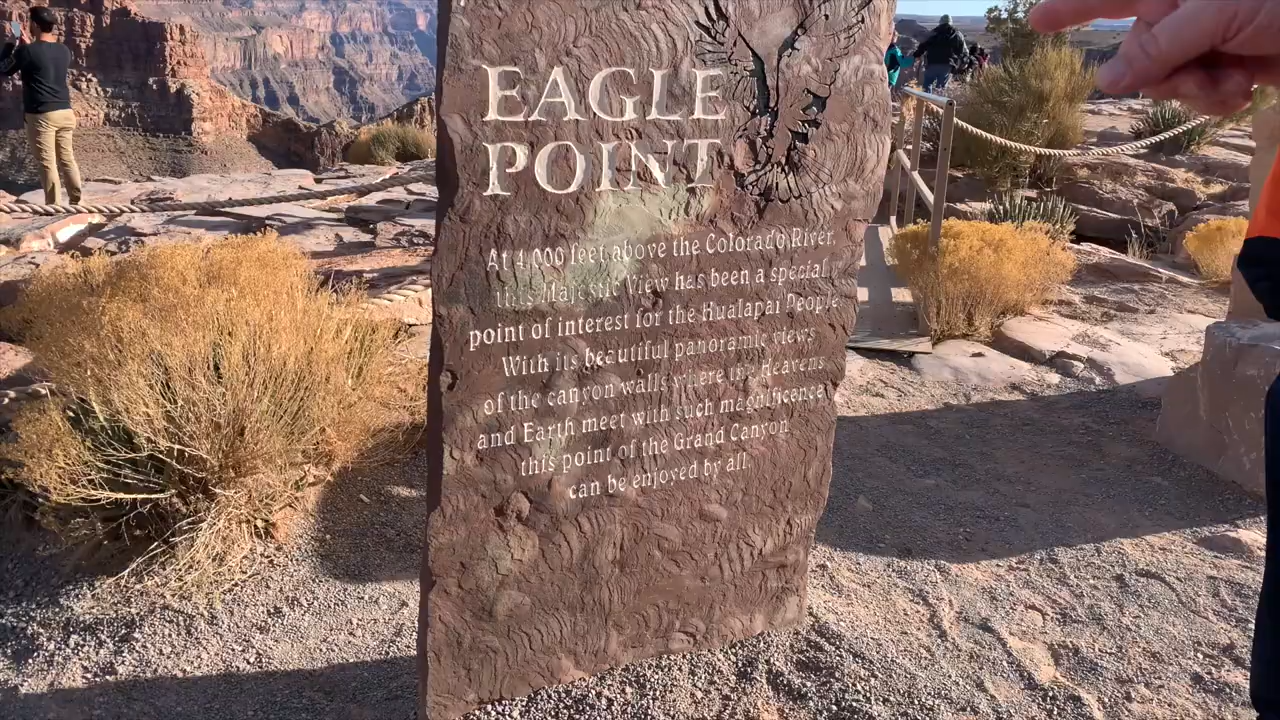 EAGLE
POINT
At 4,000 feet above the Colorado River,
this Majestic View has been a special
point of interest for the Hualapai People.
With its beautiful panoramic views
of the canyon walls where the Heavens
and Earth meet with such magnificence
this point of the Grand Canyon
can be enjoyed by all.